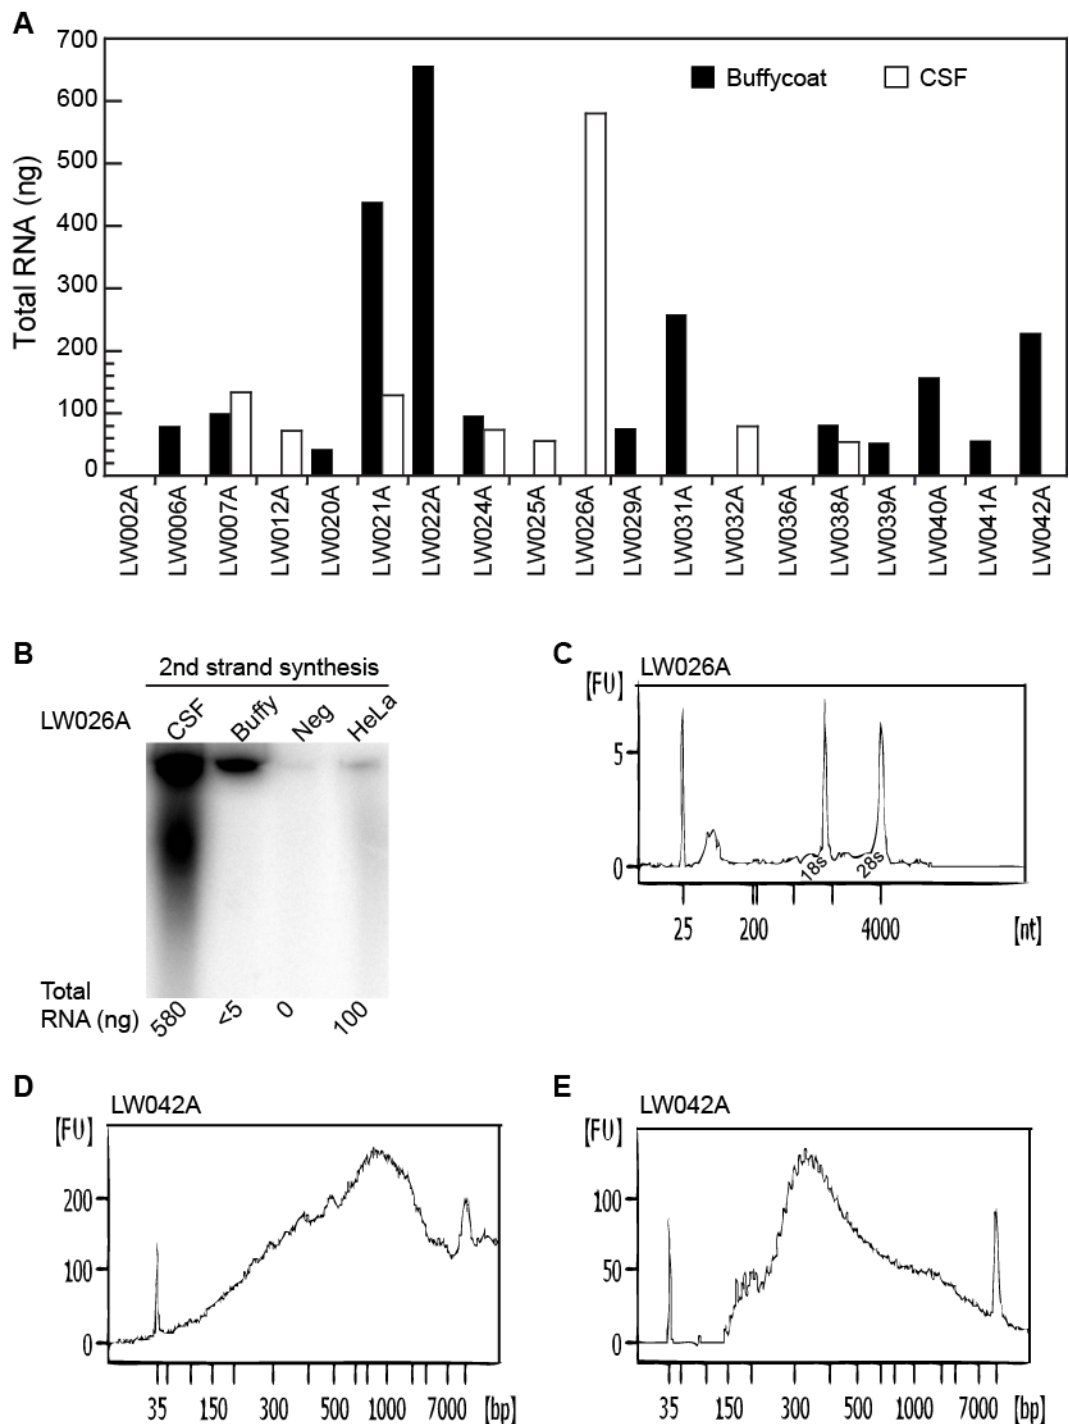 A
700
600
500
400
300
200
100
0
Total RNA (ng)
Buffycoat CSF
LW002A LW006A LW007A LW012A LW020A LW021A LW022A LW024A LW025A LW026A LW029A LW031A LW032A LW036A LW038A LW039A LW040A LW041A LW042A
B
2nd strand synthesis
LW026A CSF Buffy Neg HeLa
Total
RNA (ng) 580 <5 0 100
C
LW026A
[FU]
5
0
18s 28s
25 200 4000 [nt]
D
LW042A
[FU]
200
100
0
35 150 300 500 1000 7000 [bp]
E
LW042A
[FU]
100
50
0
35 150 300 500 1000 7000 [bp]